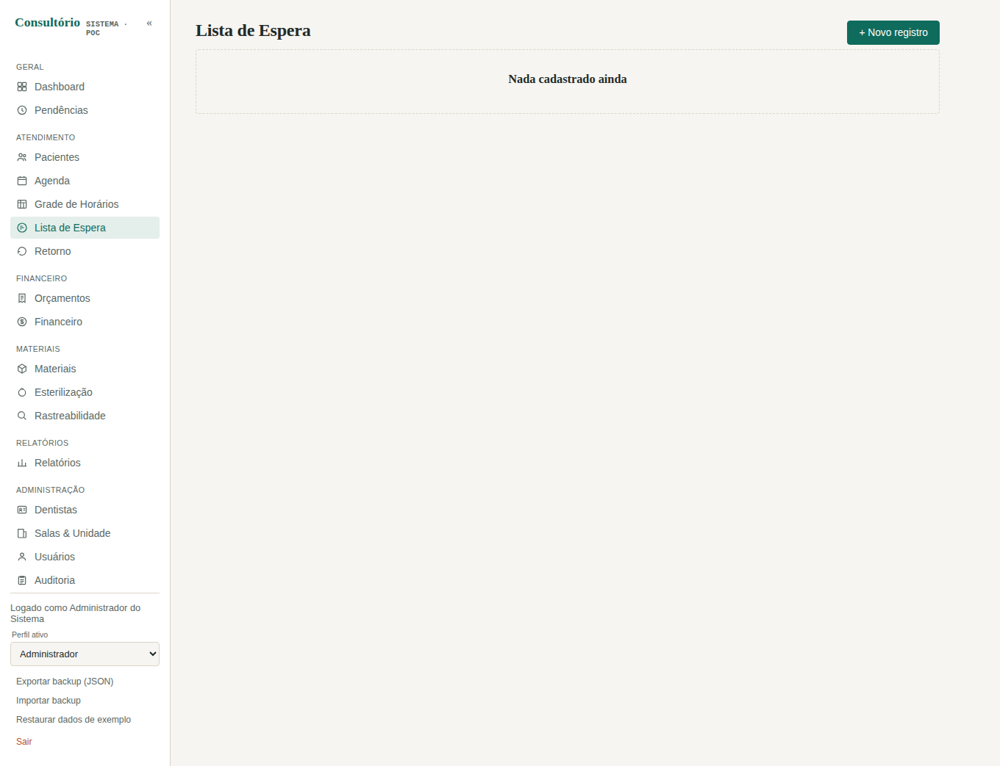 Consultório SISTEMA ·
POC
«
GERAL
Dashboard
Pendências
ATENDIMENTO
Pacientes
Agenda
Grade de Horários
Lista de Espera
Retorno
FINANCEIRO
Orçamentos
Financeiro
MATERIAIS
Materiais
Esterilização
Rastreabilidade
RELATÓRIOS
Relatórios
ADMINISTRAÇÃO
Dentistas
Salas & Unidade
Usuários
Auditoria
Logado como Administrador do
Sistema
Perfil ativo
Administrador
Exportar backup (JSON)
Importar backup
Restaurar dados de exemplo
Sair
Lista de Espera
+ Novo registro
Nada cadastrado ainda